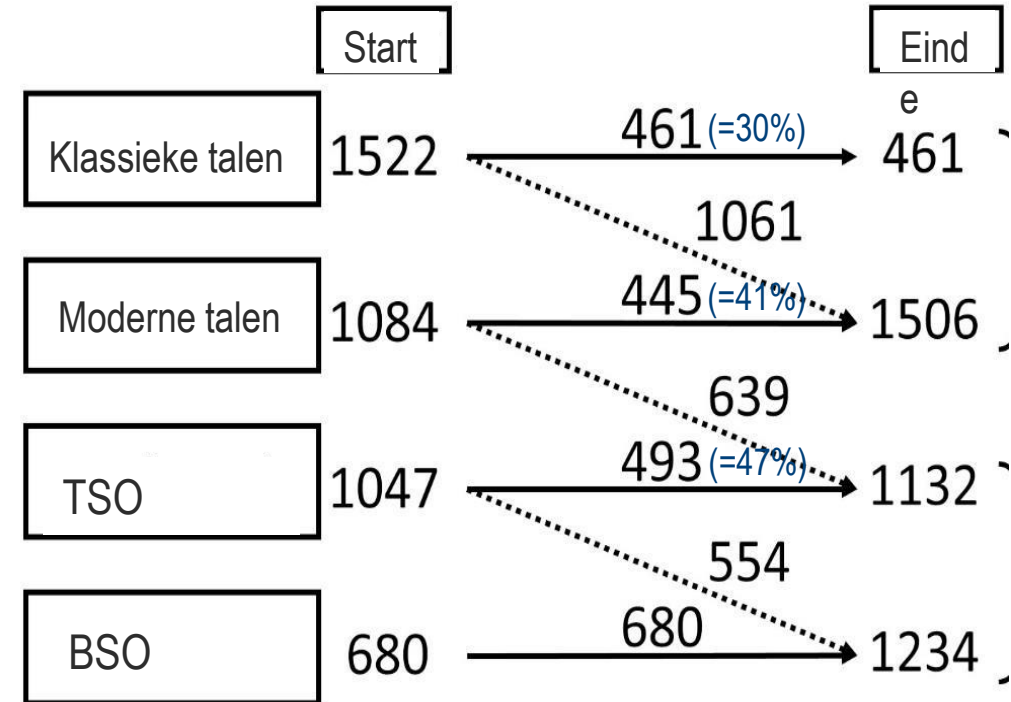 Start Eind
e
Klassieke talen 1522 461 (=30%) 461
1061
Moderne talen 1084 445 (=41%) 1506
639
TSO 1047 493 (=47%) 1132
554
BSO 680 680 1234